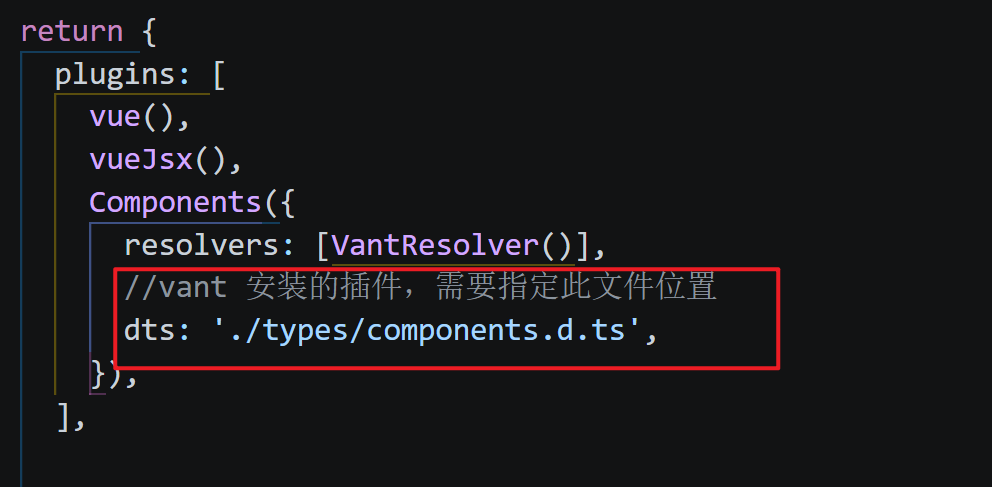 return {
plugins: [
vue(),
vueJsx(),
Components({
resolvers: [VantResolver()],
//vant 安装的插件，需要指定此文件位置
dts: './types/components.d.ts',
}),
],